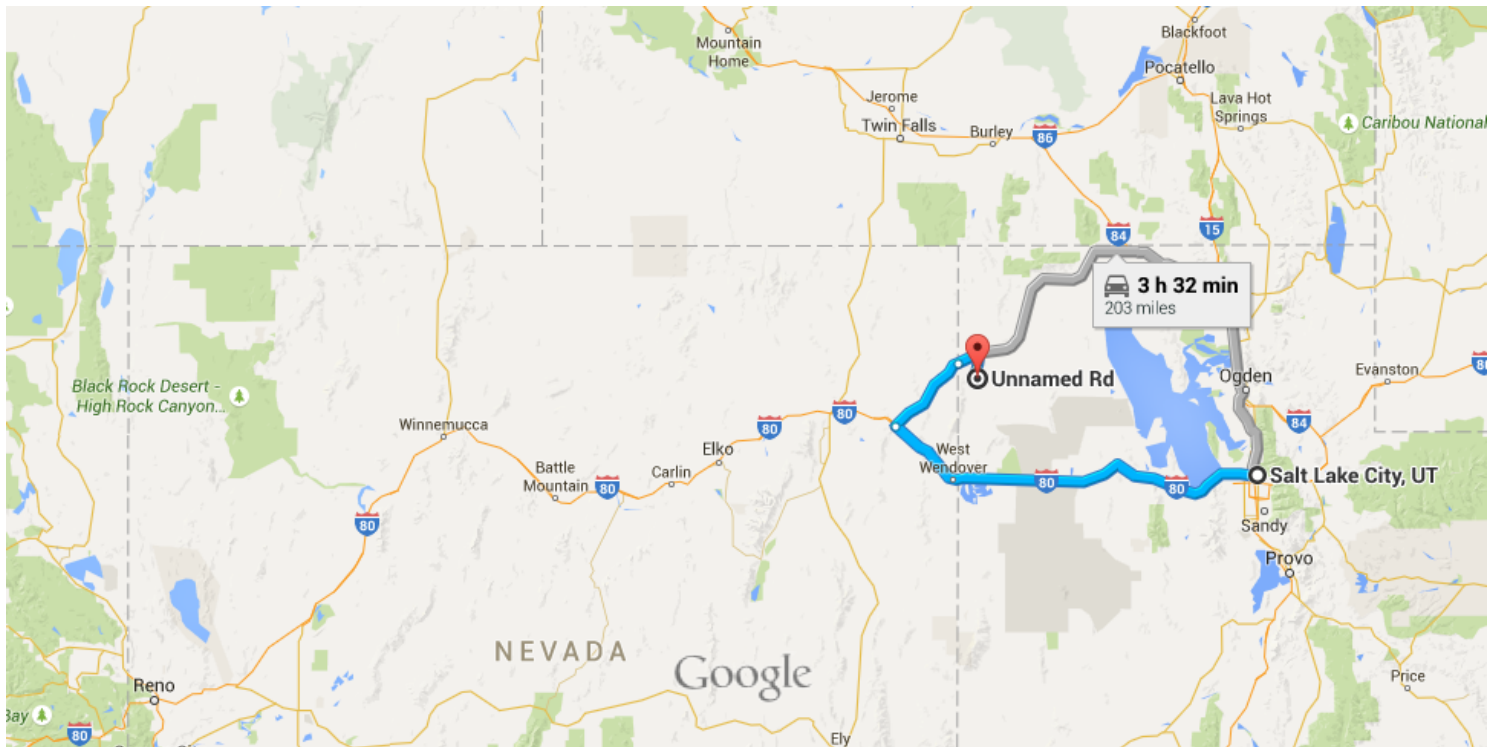 Blackfoot
Mountain
Home
Pocatello
Jerome
Lava Hot
Springs
Twin Falls
Burley
86
Caribou National
84
15
3 h 32 min
203 miles
Unnamed Rd
Ogden
Evanston
Black Rock Desert -
High Rock Canyon...
80
80
84
Winnemucca
Elko
West
Wendover
Battle
Mountain
Carlin
80
80
80
Salt Lake City, UT
80
Sandy
Provo
NEVADA
Google
Reno
Price
Bay
80
Ely